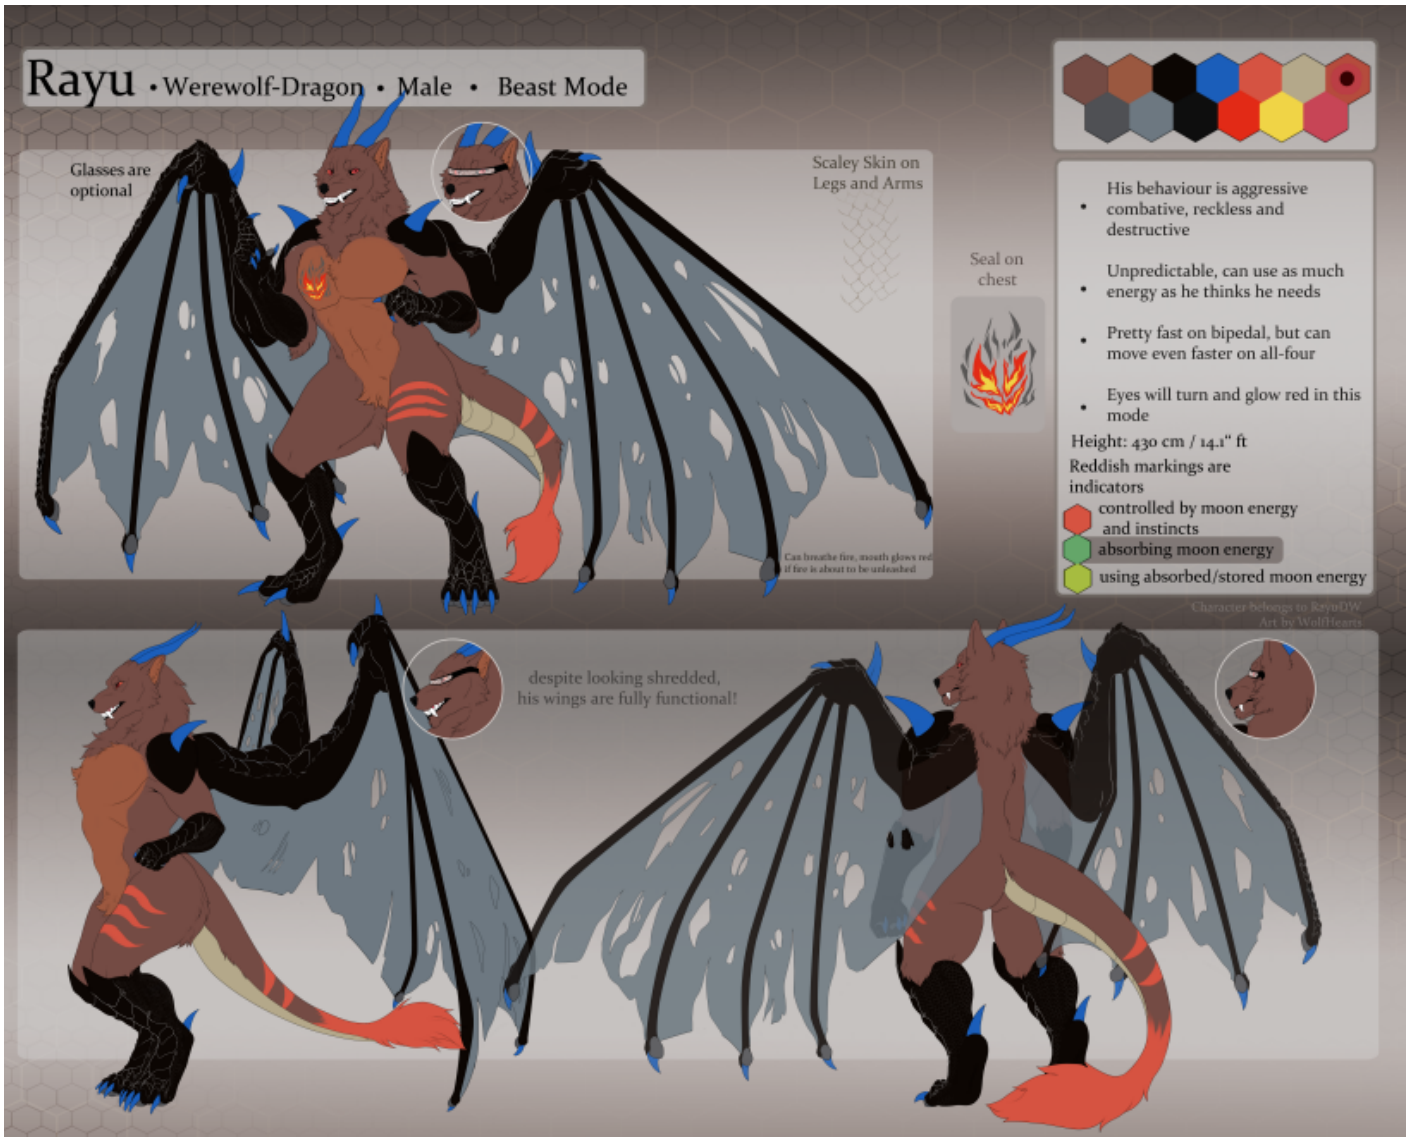 Rayu • Werewolf-Dragon • Male • Beast Mode
Glasses are
optional
Scaley Skin on
Legs and Arms
Seal on
chest
• His behaviour is aggressive
combative, reckless and
destructive
• Unpredictable, can use as much
energy as he thinks he needs
• Pretty fast on bipedal, but can
move even faster on all-four
• Eyes will turn and glow red in this
mode
Height: 430 cm / 14.1" ft
Reddish markings are
indicators
controlled by moon energy
and instincts
absorbing moon energy
using absorbed/stored moon energy
Can breathe fire, mouth glows red
if fire is about to be unleashed
Character belongs to RayuDW
Art by WolfHearts
despite looking shredded,
his wings are fully functional!